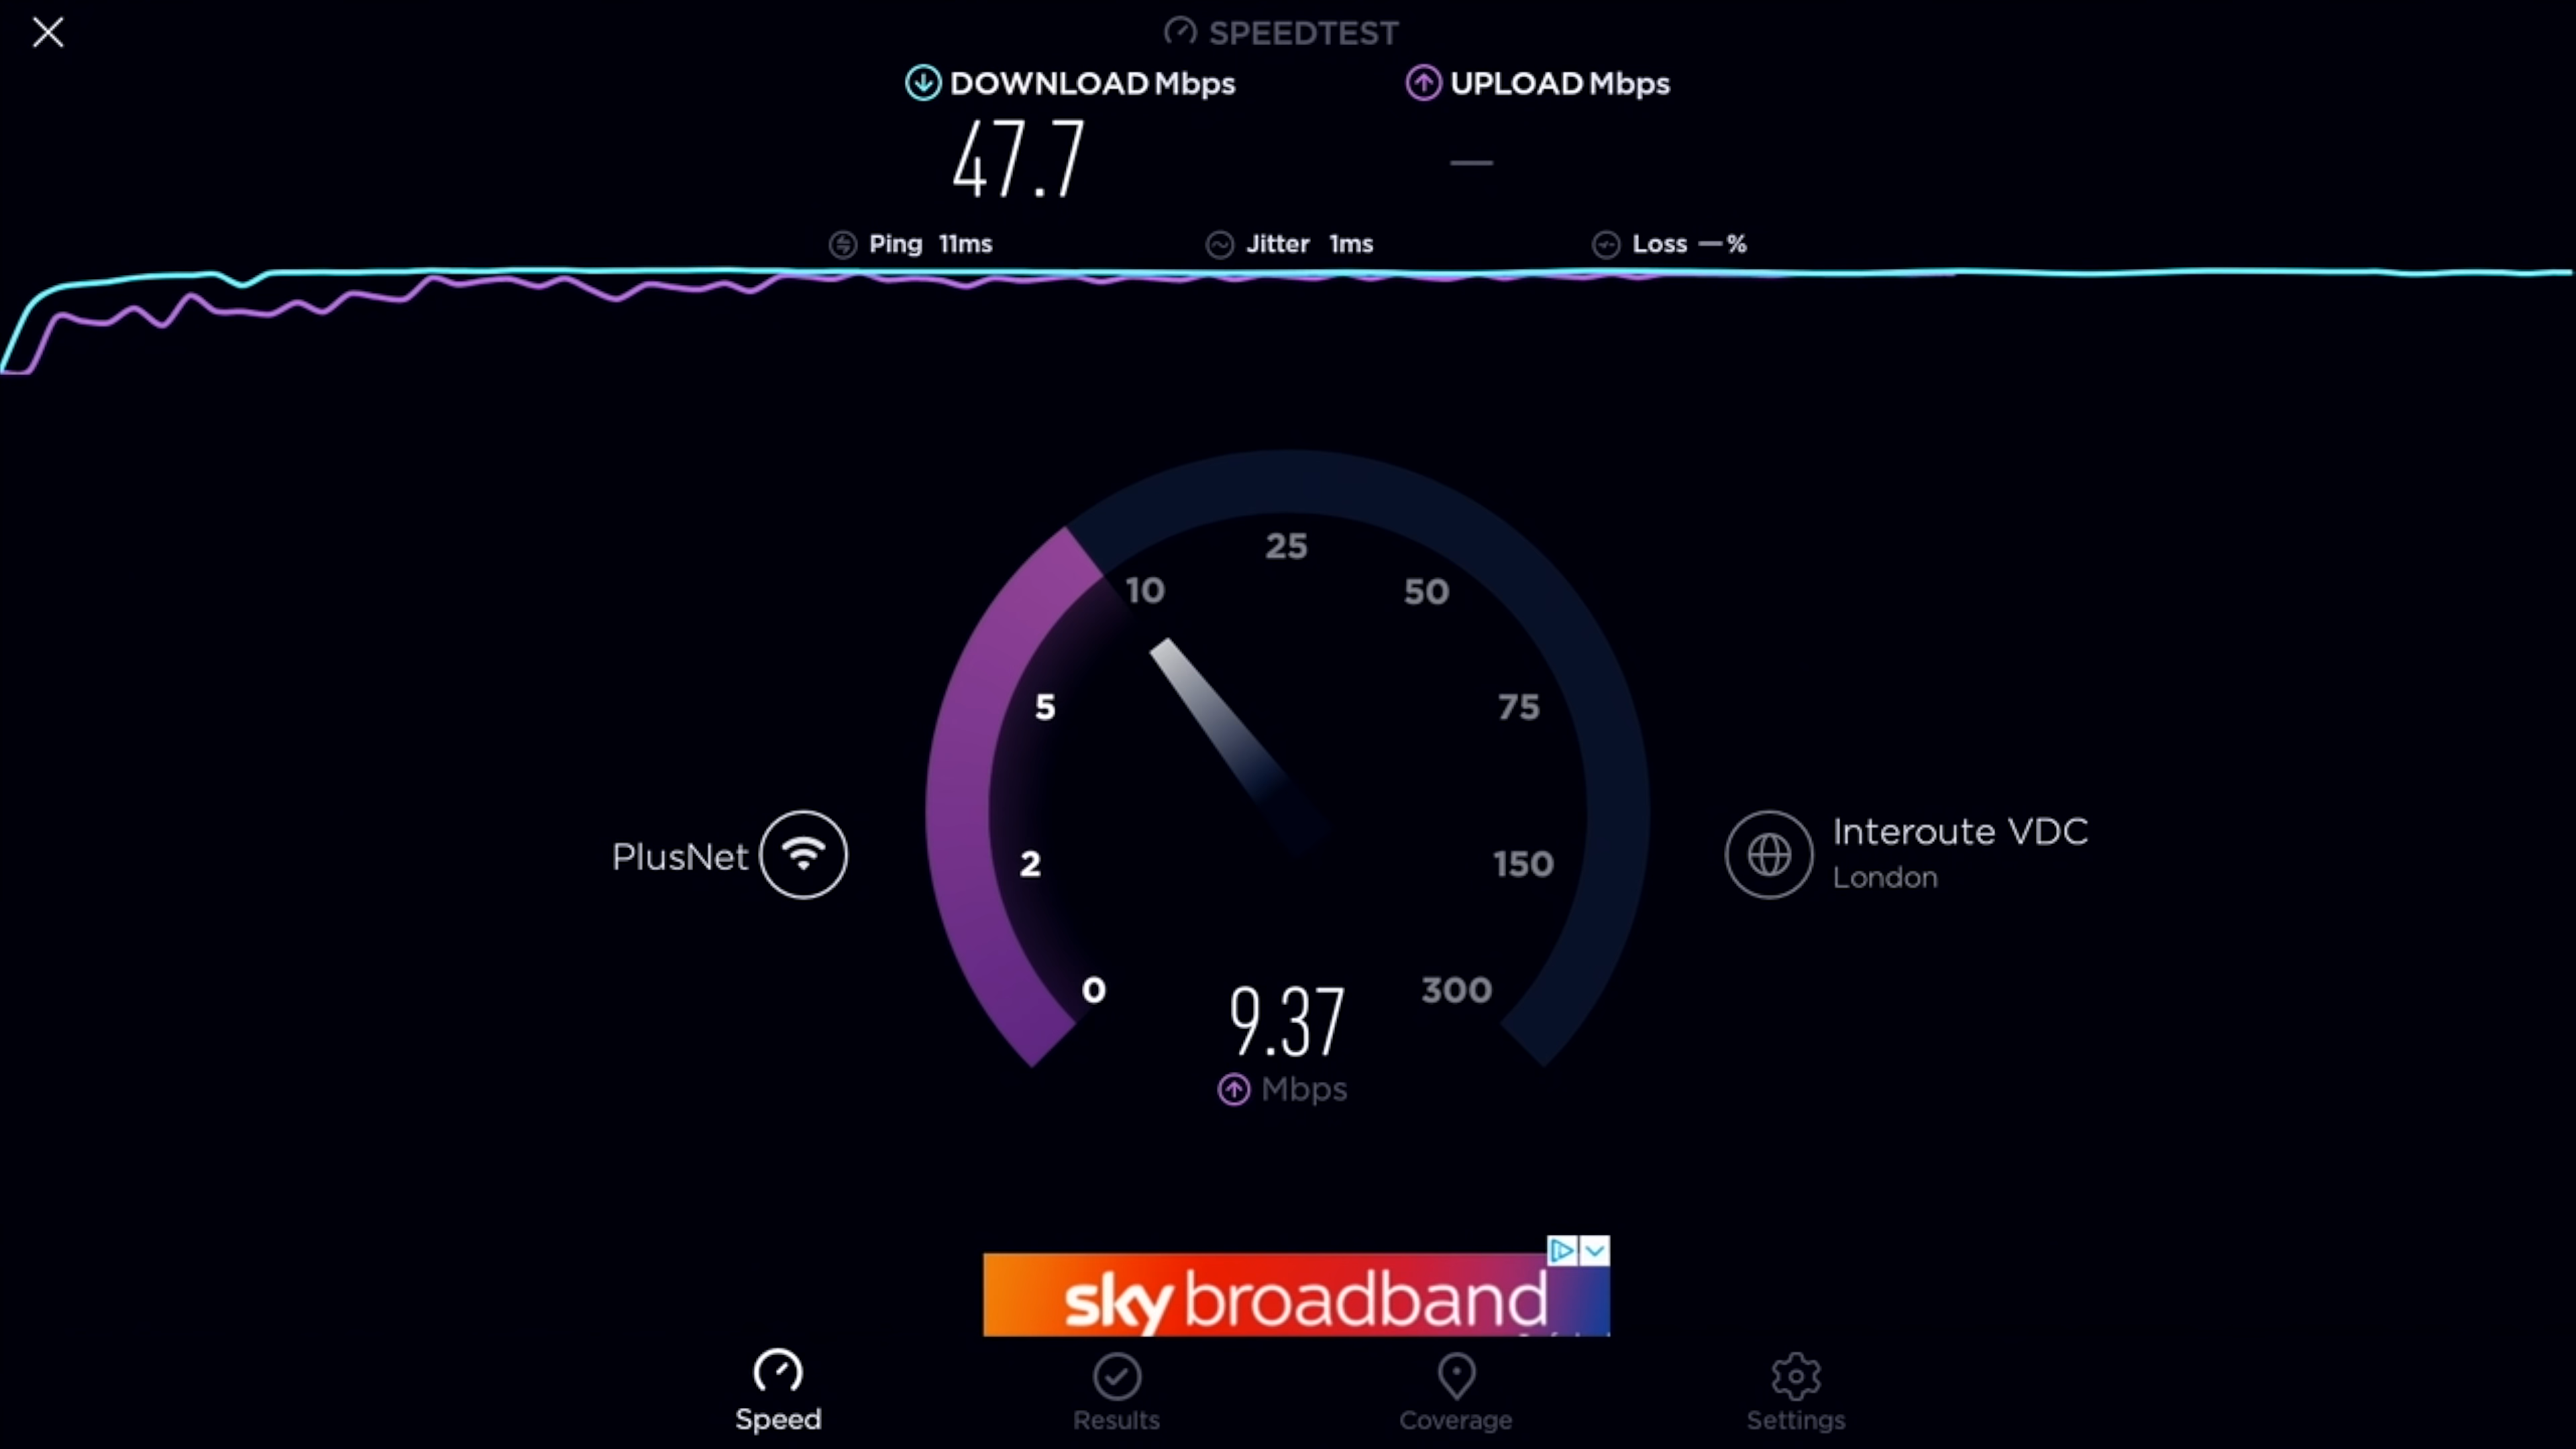 SPEEDTEST
DOWNLOAD Mbps
47.7
UPLOAD Mbps
—
Ping 11ms
Jitter 1ms
Loss — %
0
2
5
10
25
50
75
150
300
9.37
Mbps
PlusNet
Interoute VDC
London
sky broadband
Speed
Results
Coverage
Settings